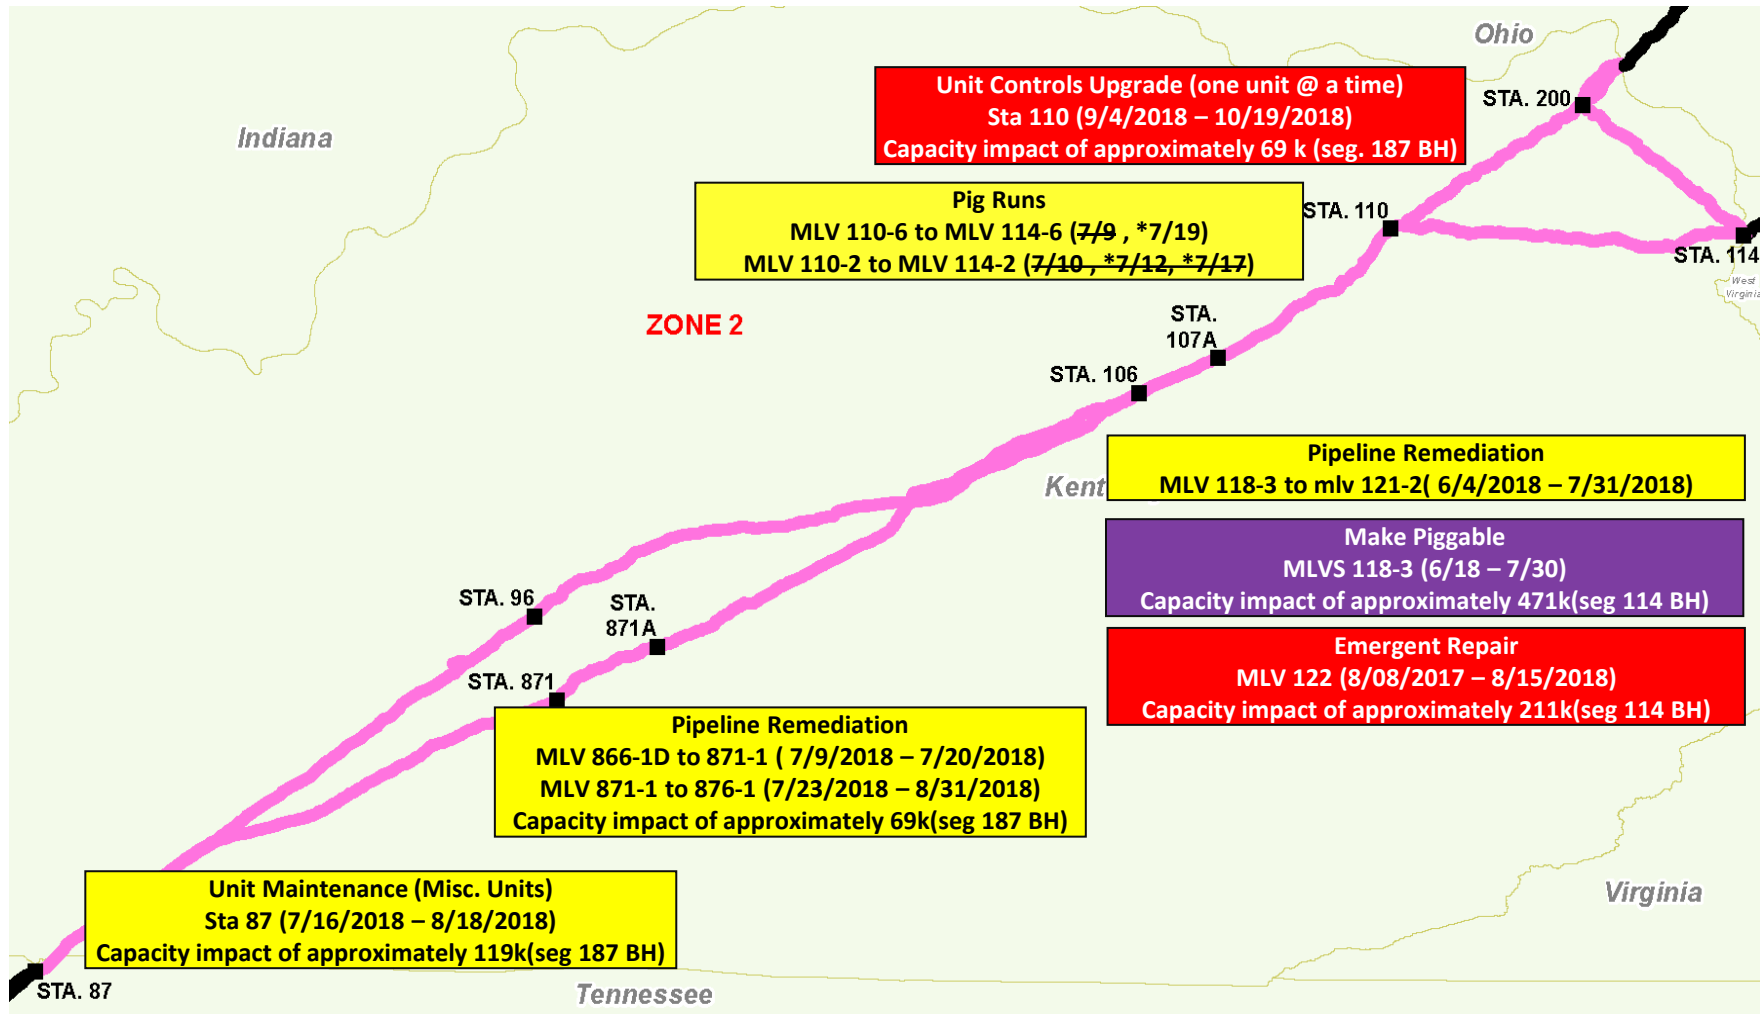 Ohio
Unit Controls Upgrade (one unit @ a time)
Sta 110 (9/4/2018 – 10/19/2018)
Capacity impact of approximately 69 k (seg. 187 BH)
STA. 200
Indiana
Pig Runs
MLV 110-6 to MLV 114-6 (7/9 , *7/19)
MLV 110-2 to MLV 114-2 (7/10 , *7/12, *7/17)
STA. 110
STA. 114
West
Virginia
ZONE 2
STA.
107A
STA. 106
Pipeline Remediation
MLV 118-3 to mlv 121-2( 6/4/2018 – 7/31/2018)
Kent
Make Piggable
MLVS 118-3 (6/18 – 7/30)
Capacity impact of approximately 471k(seg 114 BH)
STA. 96
STA.
871A
Emergent Repair
MLV 122 (8/08/2017 – 8/15/2018)
Capacity impact of approximately 211k(seg 114 BH)
STA. 871
Pipeline Remediation
MLV 866-1D to 871-1 ( 7/9/2018 – 7/20/2018)
MLV 871-1 to 876-1 (7/23/2018 – 8/31/2018)
Capacity impact of approximately 69k(seg 187 BH)
Unit Maintenance (Misc. Units)
Sta 87 (7/16/2018 – 8/18/2018)
Capacity impact of approximately 119k(seg 187 BH)
Virginia
STA. 87
Tennessee